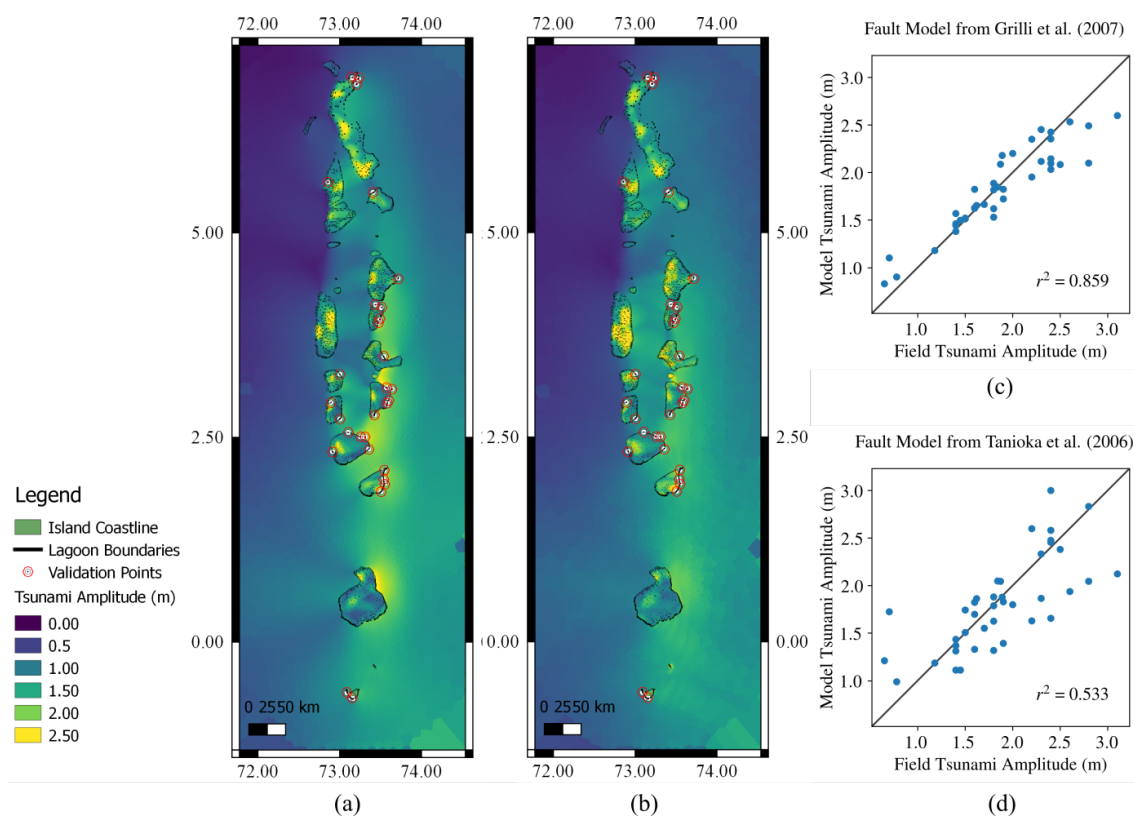 72.00 73.00 74.00
72.00 73.00 74.00
5.00
5.00
5.00
2.50
2.50
2.50
0.00
0.00
0.00
0 2550 km
0 2550 km
72.00 73.00 74.00
72.00 73.00 74.00
(a)
(b)
Legend
Island Coastline
Lagoon Boundaries
Validation Points
Tsunami Amplitude (m)
0.00
0.5
1.00
1.50
2.00
2.50
Fault Model from Grilli et al. (2007)
Model Tsunami Amplitude (m)
3.0
2.5
2.0
1.5
1.0
r² = 0.859
1.0 1.5 2.0 2.5 3.0
Field Tsunami Amplitude (m)
(c)
Fault Model from Tanioka et al. (2006)
Model Tsunami Amplitude (m)
3.0
2.5
2.0
1.5
1.0
r² = 0.533
1.0 1.5 2.0 2.5 3.0
Field Tsunami Amplitude (m)
(d)